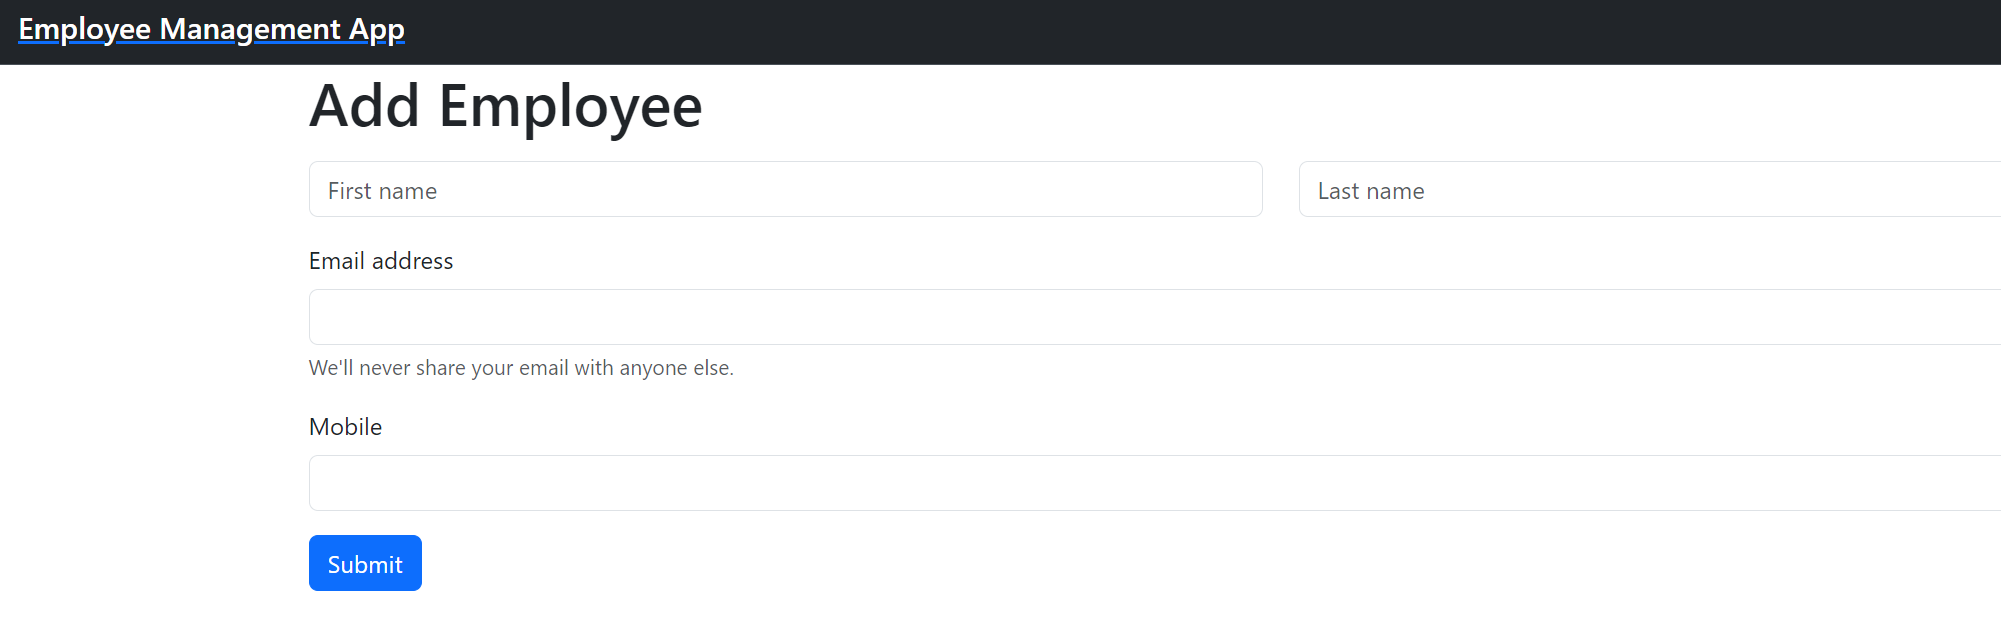 Employee Management App
Add Employee
First name
Last name
Email address
We'll never share your email with anyone else.
Mobile
Submit